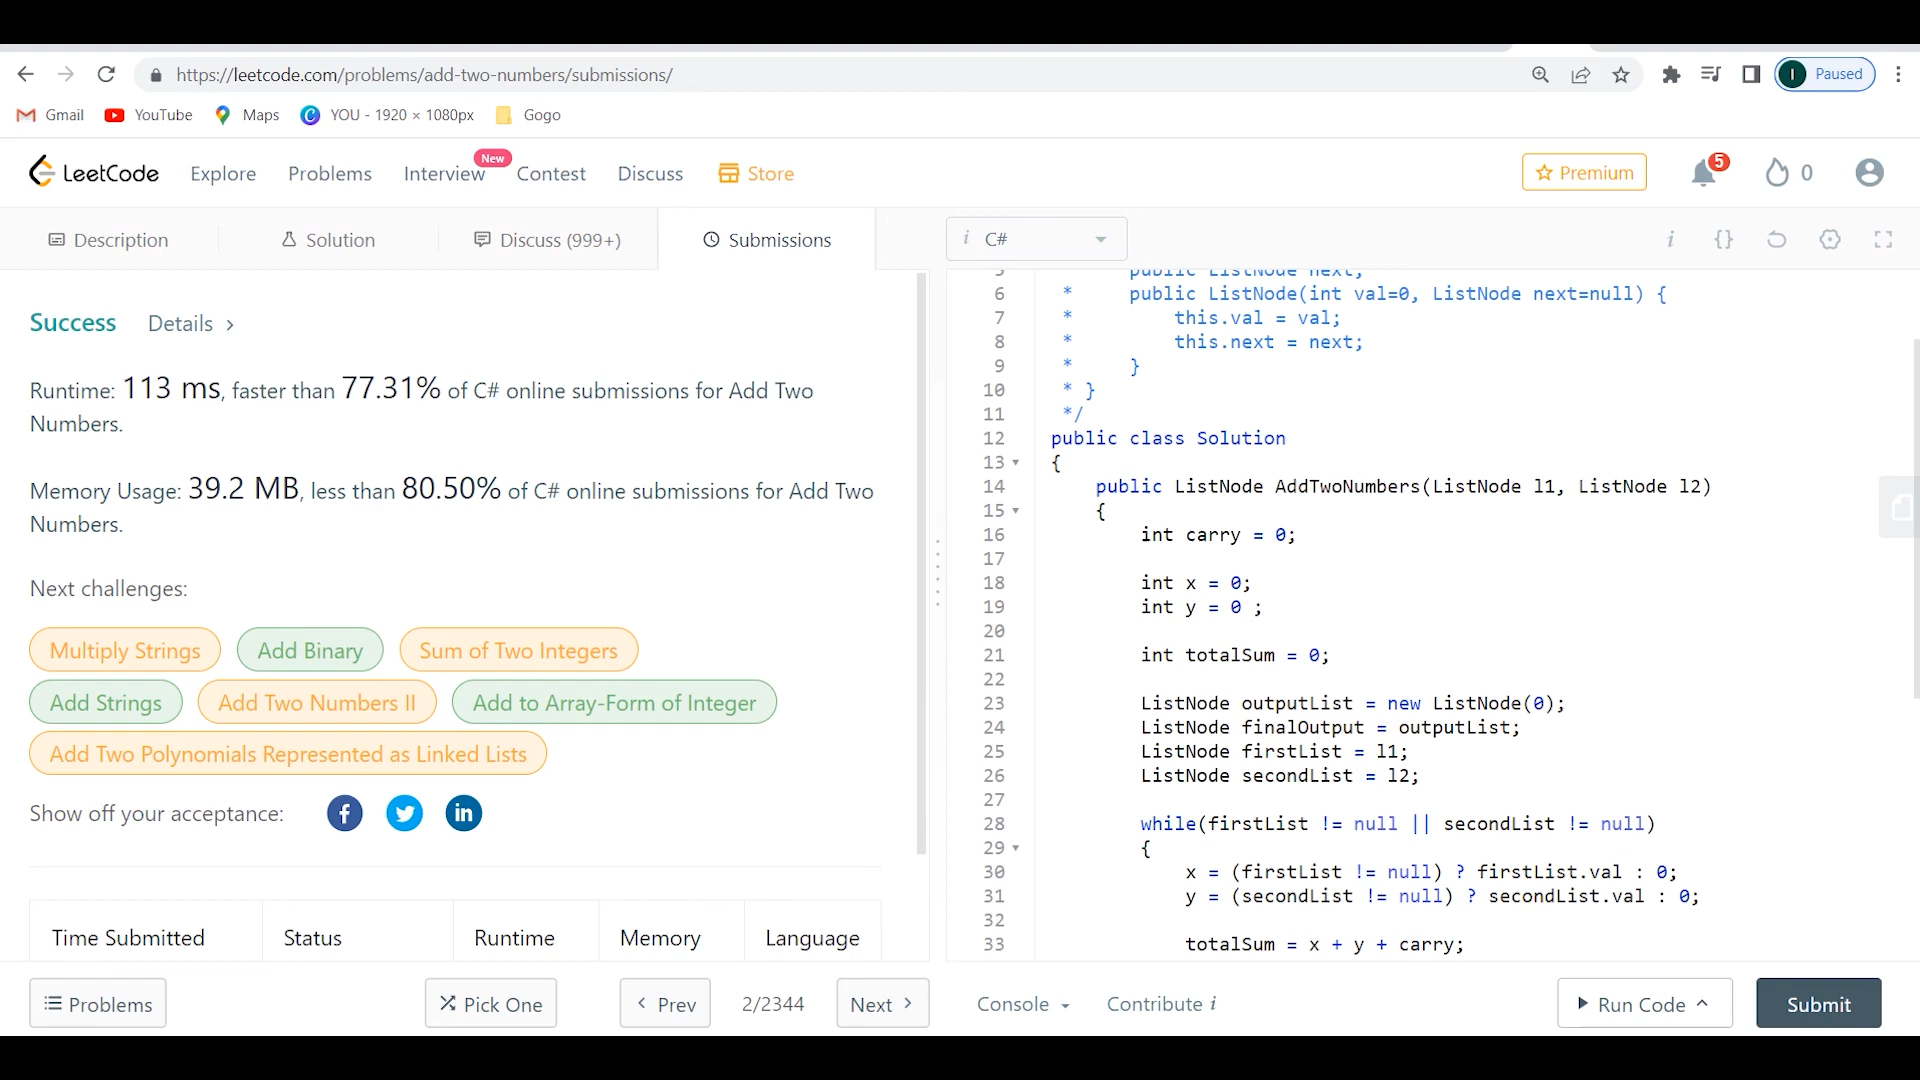 https://leetcode.com/problems/add-two-numbers/submissions/
I
Paused
Gmail
YouTube
Maps
YOU - 1920 × 1080px
Gogo
LeetCode
Explore
Problems
Interview
New
Contest
Discuss
Store
Premium
5
0
Description
Solution
Discuss (999+)
Submissions
i C#
Success Details >
Runtime: 113 ms, faster than 77.31% of C# online submissions for Add Two
Numbers.
Memory Usage: 39.2 MB, less than 80.50% of C# online submissions for Add Two
Numbers.
Next challenges:
Multiply Strings
Add Binary
Sum of Two Integers
Add Strings
Add Two Numbers II
Add to Array-Form of Integer
Add Two Polynomials Represented as Linked Lists
Show off your acceptance:
Time Submitted
Status
Runtime
Memory
Language
5 public ListNode next;
6 * public ListNode(int val=0, ListNode next=null) {
7 * this.val = val;
8 * this.next = next;
9 * }
10 * }
11 */
12 public class Solution
13 {
14 public ListNode AddTwoNumbers(ListNode l1, ListNode l2)
15 {
16 int carry = 0;
17
18 int x = 0;
19 int y = 0 ;
20
21 int totalSum = 0;
22
23 ListNode outputList = new ListNode(0);
24 ListNode finalOutput = outputList;
25 ListNode firstList = l1;
26 ListNode secondList = l2;
27
28 while(firstList != null || secondList != null)
29 {
30 x = (firstList != null) ? firstList.val : 0;
31 y = (secondList != null) ? secondList.val : 0;
32
33 totalSum = x + y + carry;
Problems
Pick One
< Prev
2/2344
Next >
Console
Contribute i
Run Code
Submit